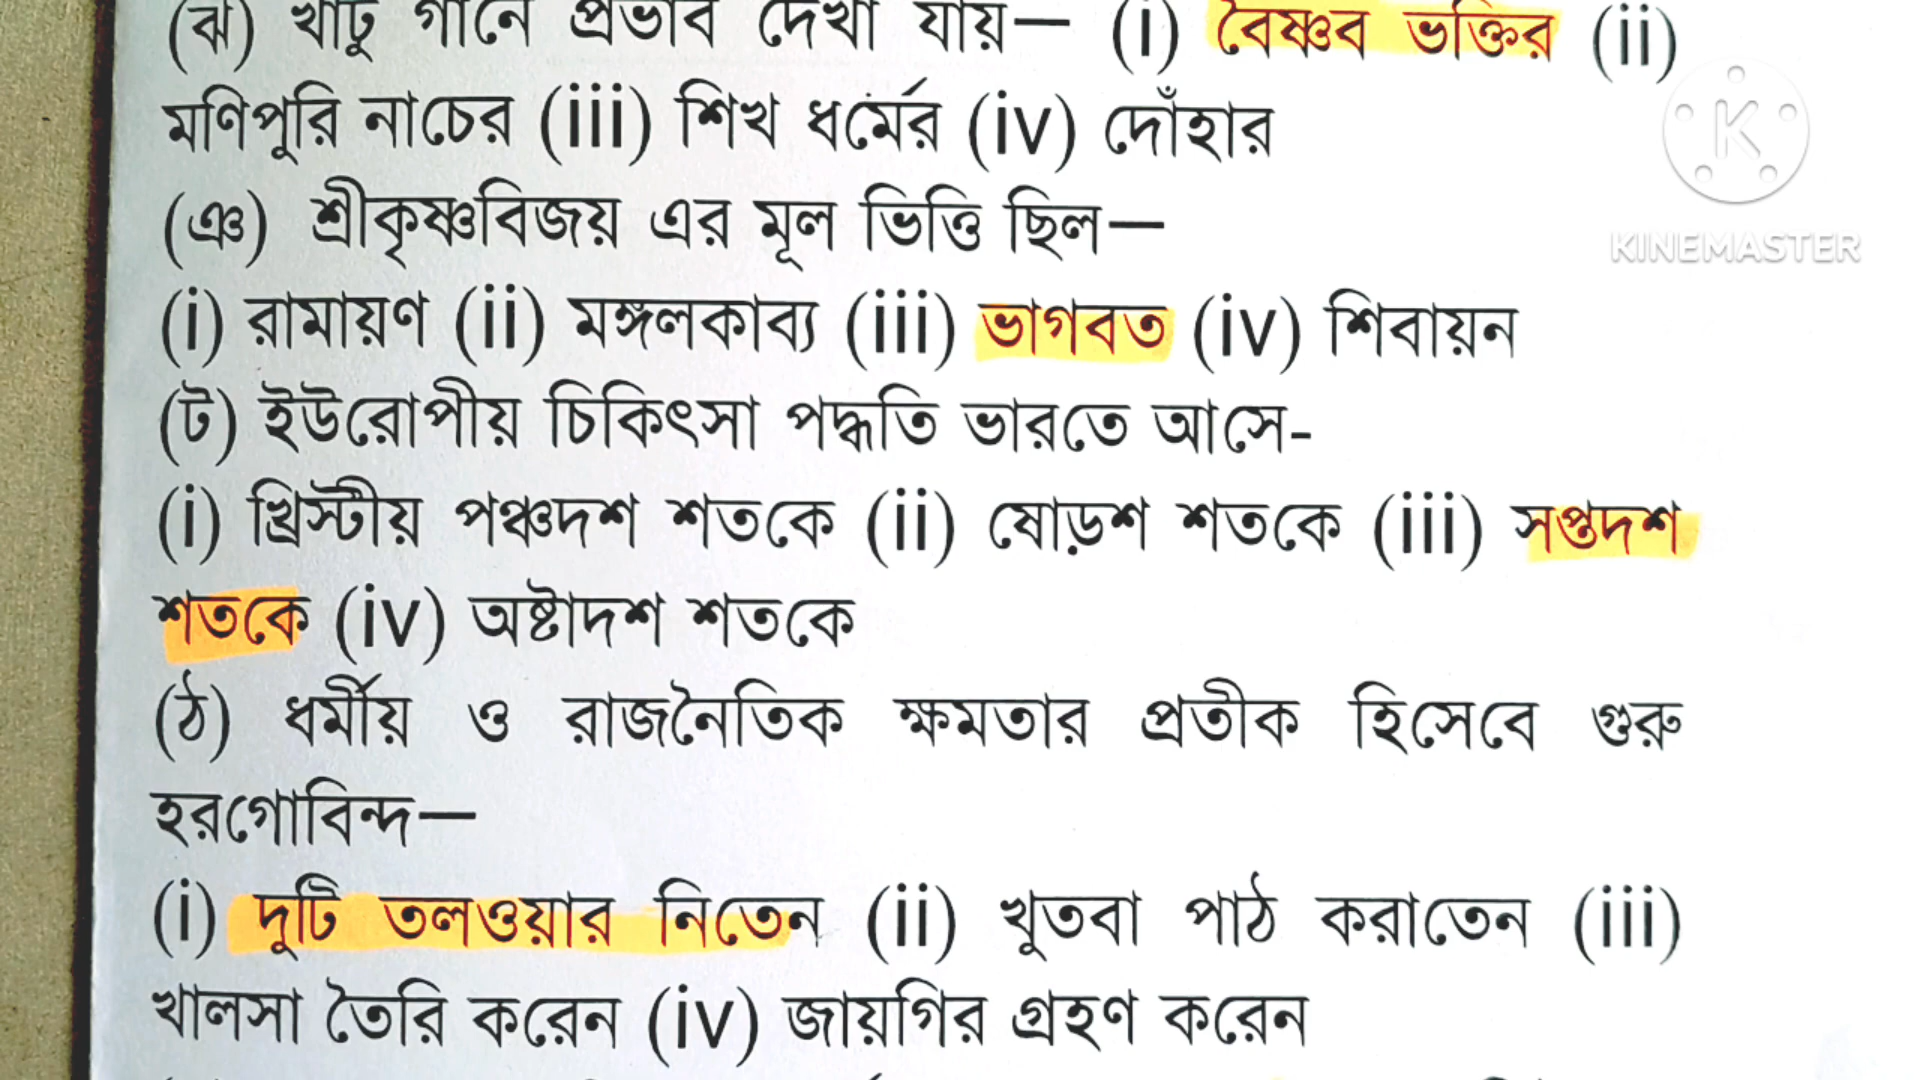 (ঝ) খাটু গানে প্রভাব দেখা যায়— (i) বৈষ্ণব ভক্তির (ii)
মণিপুরি নাচের (iii) শিখ ধর্মের (iv) দোঁহার
(ঞ) শ্রীকৃষ্ণবিজয় এর মূল ভিত্তি ছিল—
(i) রামায়ণ (ii) মঙ্গলকাব্য (iii) ভাগবত (iv) শিবায়ন
(ট) ইউরোপীয় চিকিৎসা পদ্ধতি ভারতে আসে-
(i) খ্রিস্টীয় পঞ্চদশ শতকে (ii) ষোড়শ শতকে (iii) সপ্তদশ
শতকে (iv) অষ্টাদশ শতকে
(ঠ) ধর্মীয় ও রাজনৈতিক ক্ষমতার প্রতীক হিসেবে গুরু
হরগোবিন্দ—
(i) দুটি তলওয়ার নিতেন (ii) খুতবা পাঠ করাতেন (iii)
খালসা তৈরি করেন (iv) জায়গির গ্রহণ করেন
K
KINEMASTER